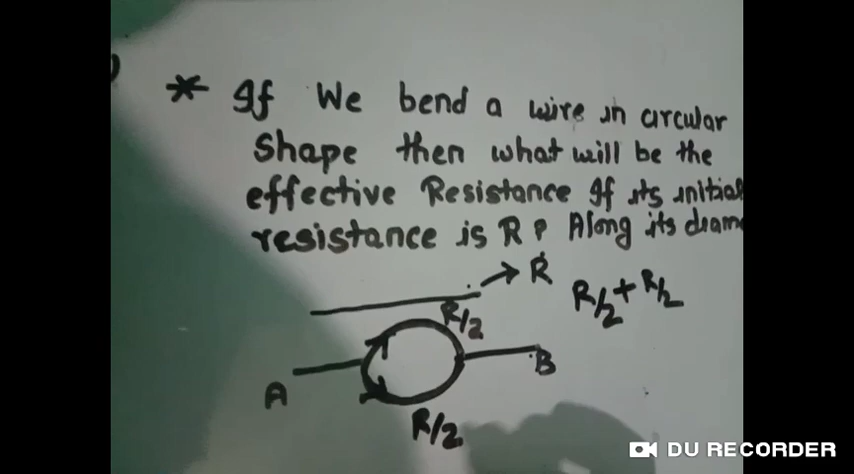 * If We bend a wire in circular
shape then what will be the
effective Resistance If its initial
resistance is R ? Along its diam
R
R/2 + R/2
R/2
A
B
R/2
DU RECORDER